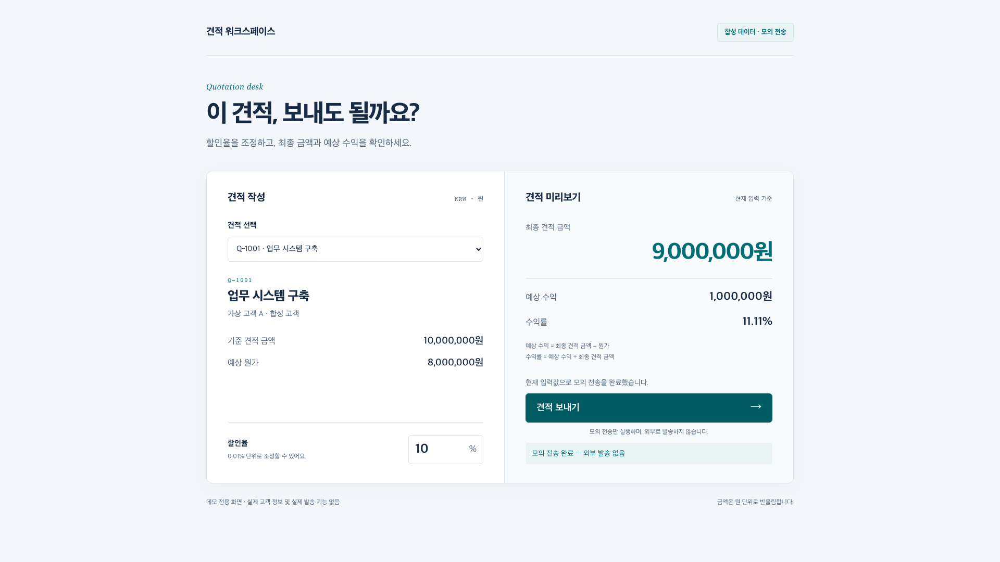 견적 워크스페이스
합성 데이터 · 모의 전송
Quotation desk
이 견적, 보내도 될까요?
할인율을 조정하고, 최종 금액과 예상 수익을 확인하세요.
견적 작성
KRW · 원
견적 선택
Q-1001 · 업무 시스템 구축
Q-1001
업무 시스템 구축
가상 고객 A · 합성 고객
기준 견적 금액 10,000,000원
예상 원가 8,000,000원
할인율
0.01% 단위로 조정할 수 있어요.
10 %
견적 미리보기
현재 입력 기준
최종 견적 금액
9,000,000원
예상 수익 1,000,000원
수익률 11.11%
예상 수익 = 최종 견적 금액 − 원가
수익률 = 예상 수익 ÷ 최종 견적 금액
현재 입력값으로 모의 전송을 완료했습니다.
견적 보내기 →
모의 전송만 실행하며, 외부로 발송하지 않습니다.
모의 전송 완료 — 외부 발송 없음
데모 전용 화면 · 실제 고객 정보 및 실제 발송 기능 없음
금액은 원 단위로 반올림합니다.